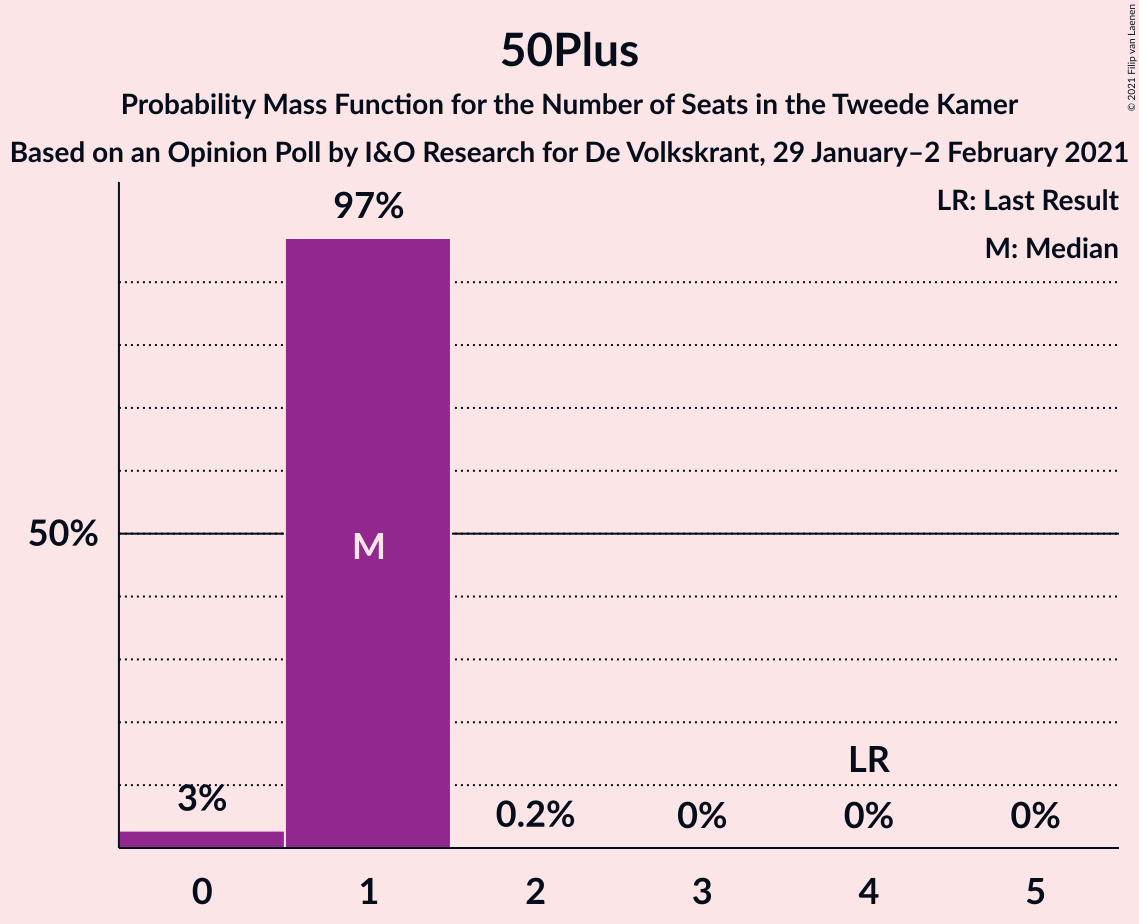 50Plus
Probability Mass Function for the Number of Seats in the Tweede Kamer
Based on an Opinion Poll by I&O Research for De Volkskrant, 29 January–2 February 2021
© 2021 Filip van Laenen
LR: Last Result
M: Median
97%
50%
M
LR
3%
0.2%
0%
0%
0%
0 1 2 3 4 5